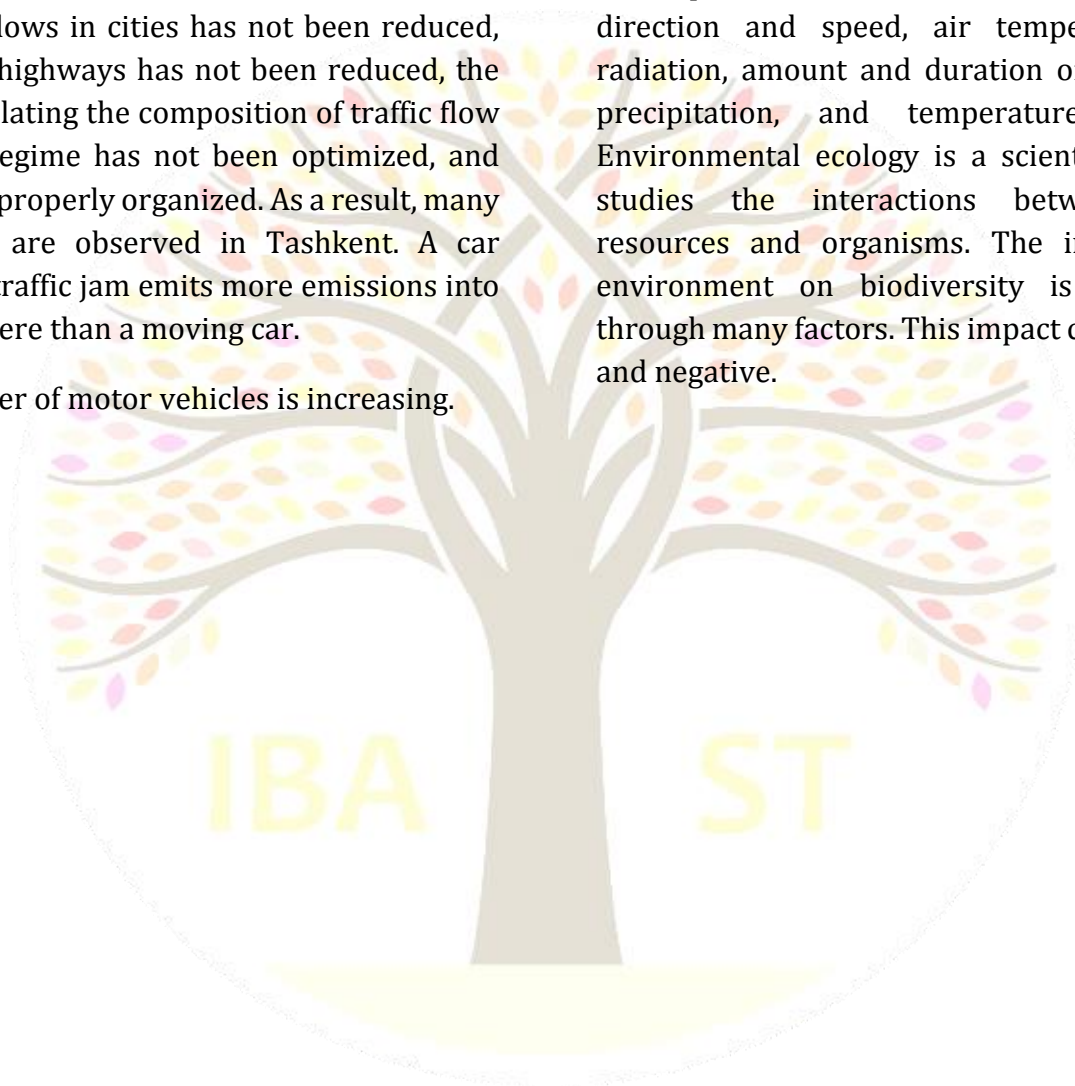 lows in cities has not been reduced,
highways has not been reduced, the
lating the composition of traffic flow
egime has not been optimized, and
properly organized. As a result, many
are observed in Tashkent. A car
traffic jam emits more emissions into
ere than a moving car.
er of motor vehicles is increasing.
direction and speed, air tempe
radiation, amount and duration o
precipitation, and temperature
Environmental ecology is a scient
studies the interactions betw
resources and organisms. The i
environment on biodiversity is
through many factors. This impact
and negative.
IBA ST